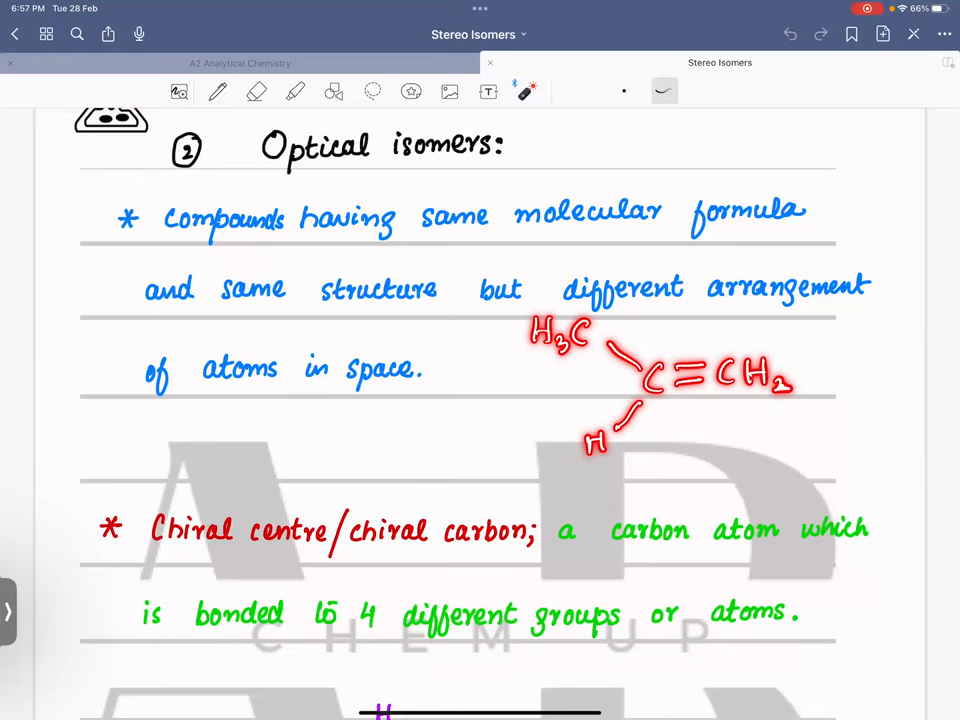 6:57 PM Tue 28 Feb
66%
Stereo Isomers
A2 Analytical Chemistry
Stereo Isomers
2 Optical isomers:
* Compounds having same molecular formula
and same structure but different arrangement
H3C
of atoms in space.
C=CH2
H
A D
* Chiral centre/chiral carbon; a carbon atom which
is bonded to 4 different groups or atoms.
CHEM UP
H